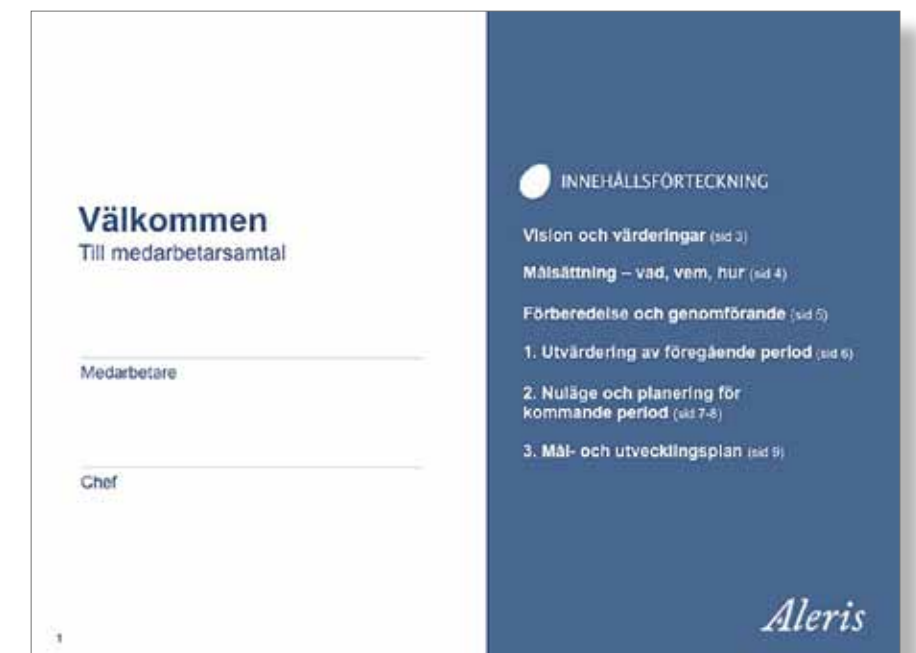 Välkommen
Till medarbetarsamtal
Medarbetare
Chef
1
INNEHÅLLSFÖRTECKNING
Vision och värderingar (sid 3)
Målsättning – vad, vem, hur (sid 4)
Förberedelse och genomförande (sid 5)
1. Utvärdering av föregående period (sid 6)
2. Nuläge och planering för
kommande period (sid 7-8)
3. Mål- och utvecklingsplan (sid 9)
Aleris